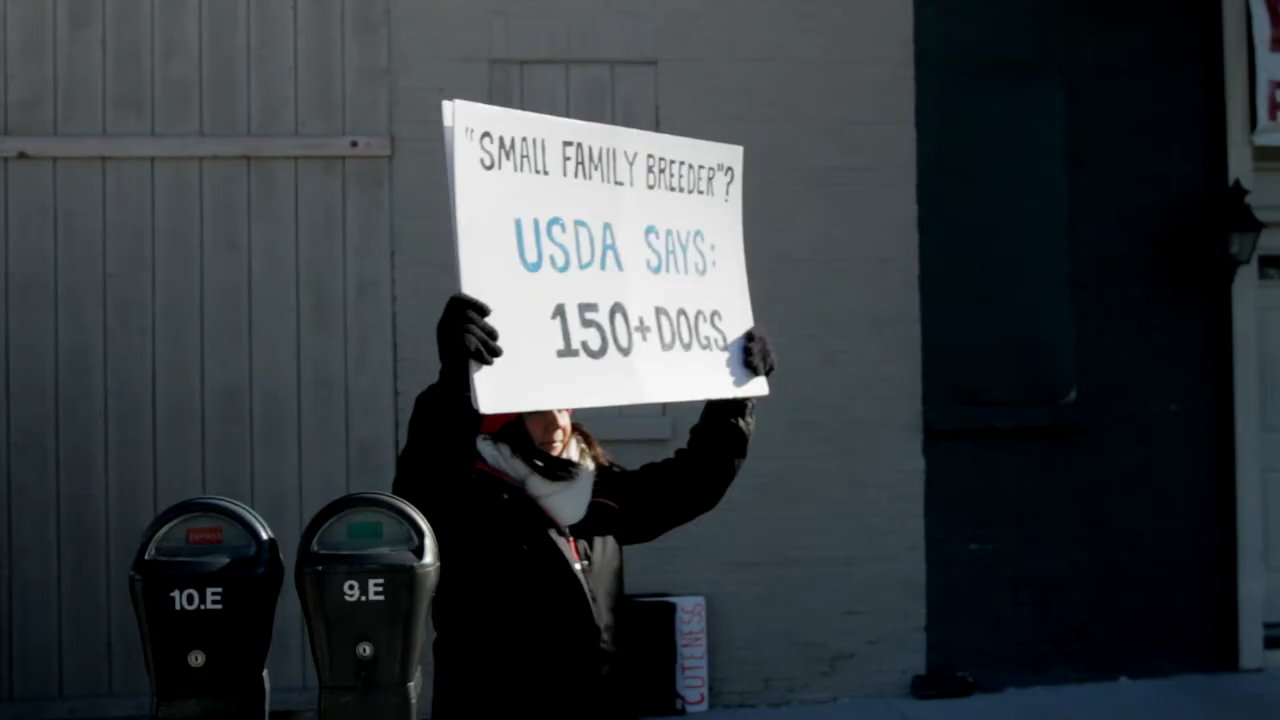 "SMALL FAMILY BREEDER"?
USDA SAYS:
150+ DOGS
10.E
9.E
CUTENESS